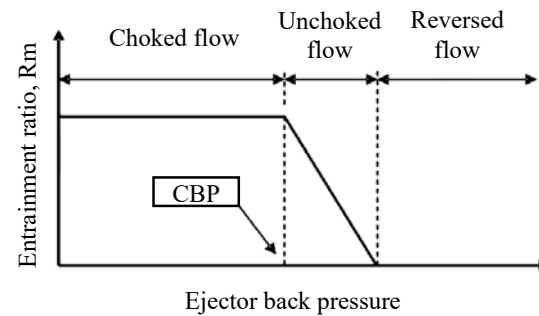 Choked flow
Unchoked
flow
Reversed
flow
Entrainment ratio, Rm
CBP
Ejector back pressure